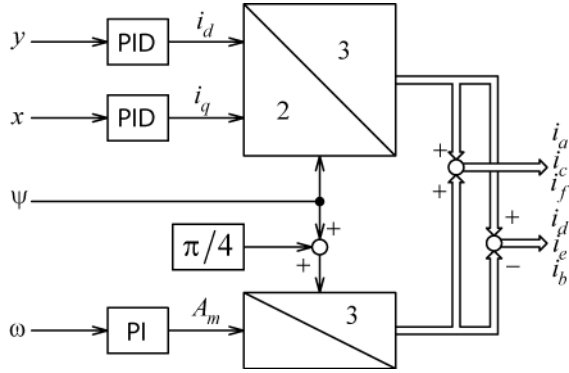 y PID i_d
3
x PID i_q
2
+
+
i_a
i_c
i_f
ψ
+
π/4
+
+
i_d
i_e
i_b
−
ω PI A_m
3